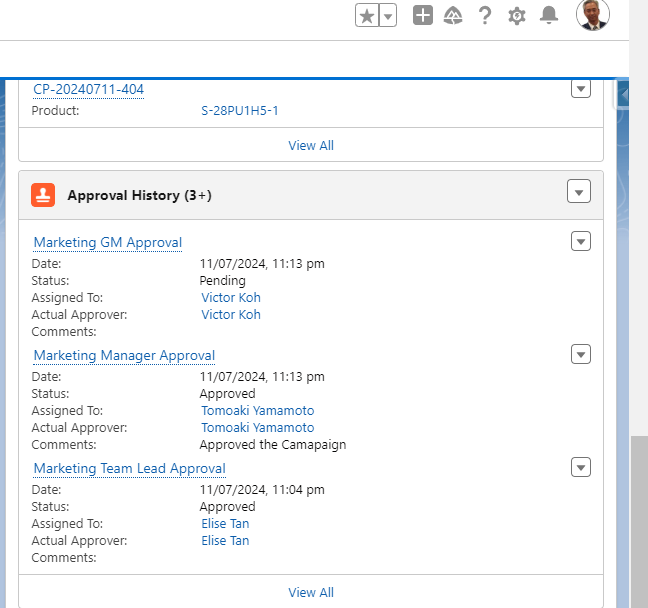 CP-20240711-404
Product: S-28PU1H5-1
View All
Approval History (3+)
Marketing GM Approval
Date: 11/07/2024, 11:13 pm
Status: Pending
Assigned To: Victor Koh
Actual Approver: Victor Koh
Comments:
Marketing Manager Approval
Date: 11/07/2024, 11:13 pm
Status: Approved
Assigned To: Tomoaki Yamamoto
Actual Approver: Tomoaki Yamamoto
Comments: Approved the Camapaign
Marketing Team Lead Approval
Date: 11/07/2024, 11:04 pm
Status: Approved
Assigned To: Elise Tan
Actual Approver: Elise Tan
Comments:
View All